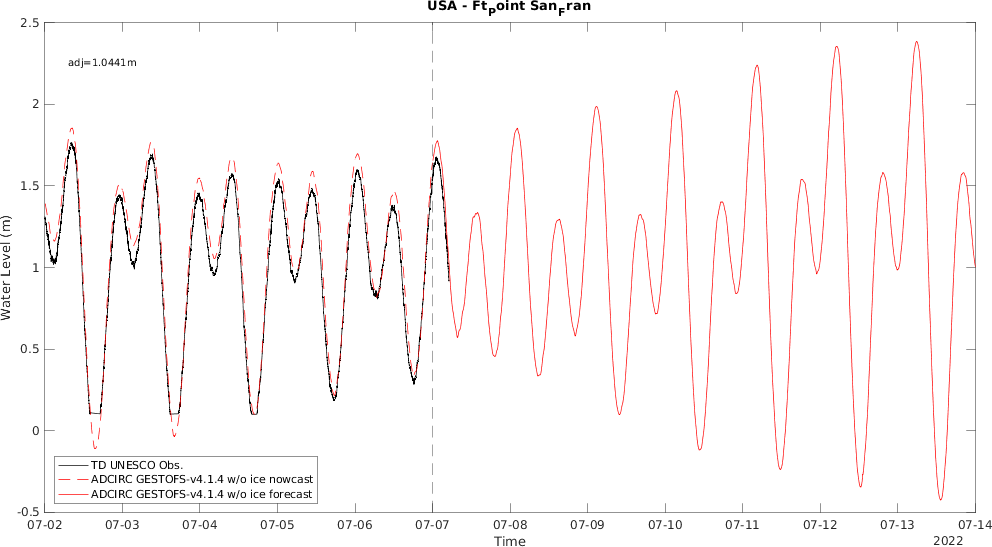 USA - FtPoint SanFran
adj=1.0441m
2.5
2
1.5
1
0.5
0
-0.5
Water Level (m)
TD UNESCO Obs.
ADCIRC GESTOFS-v4.1.4 w/o ice nowcast
ADCIRC GESTOFS-v4.1.4 w/o ice forecast
07-02 07-03 07-04 07-05 07-06 07-07 07-08 07-09 07-10 07-11 07-12 07-13 07-14
Time
2022